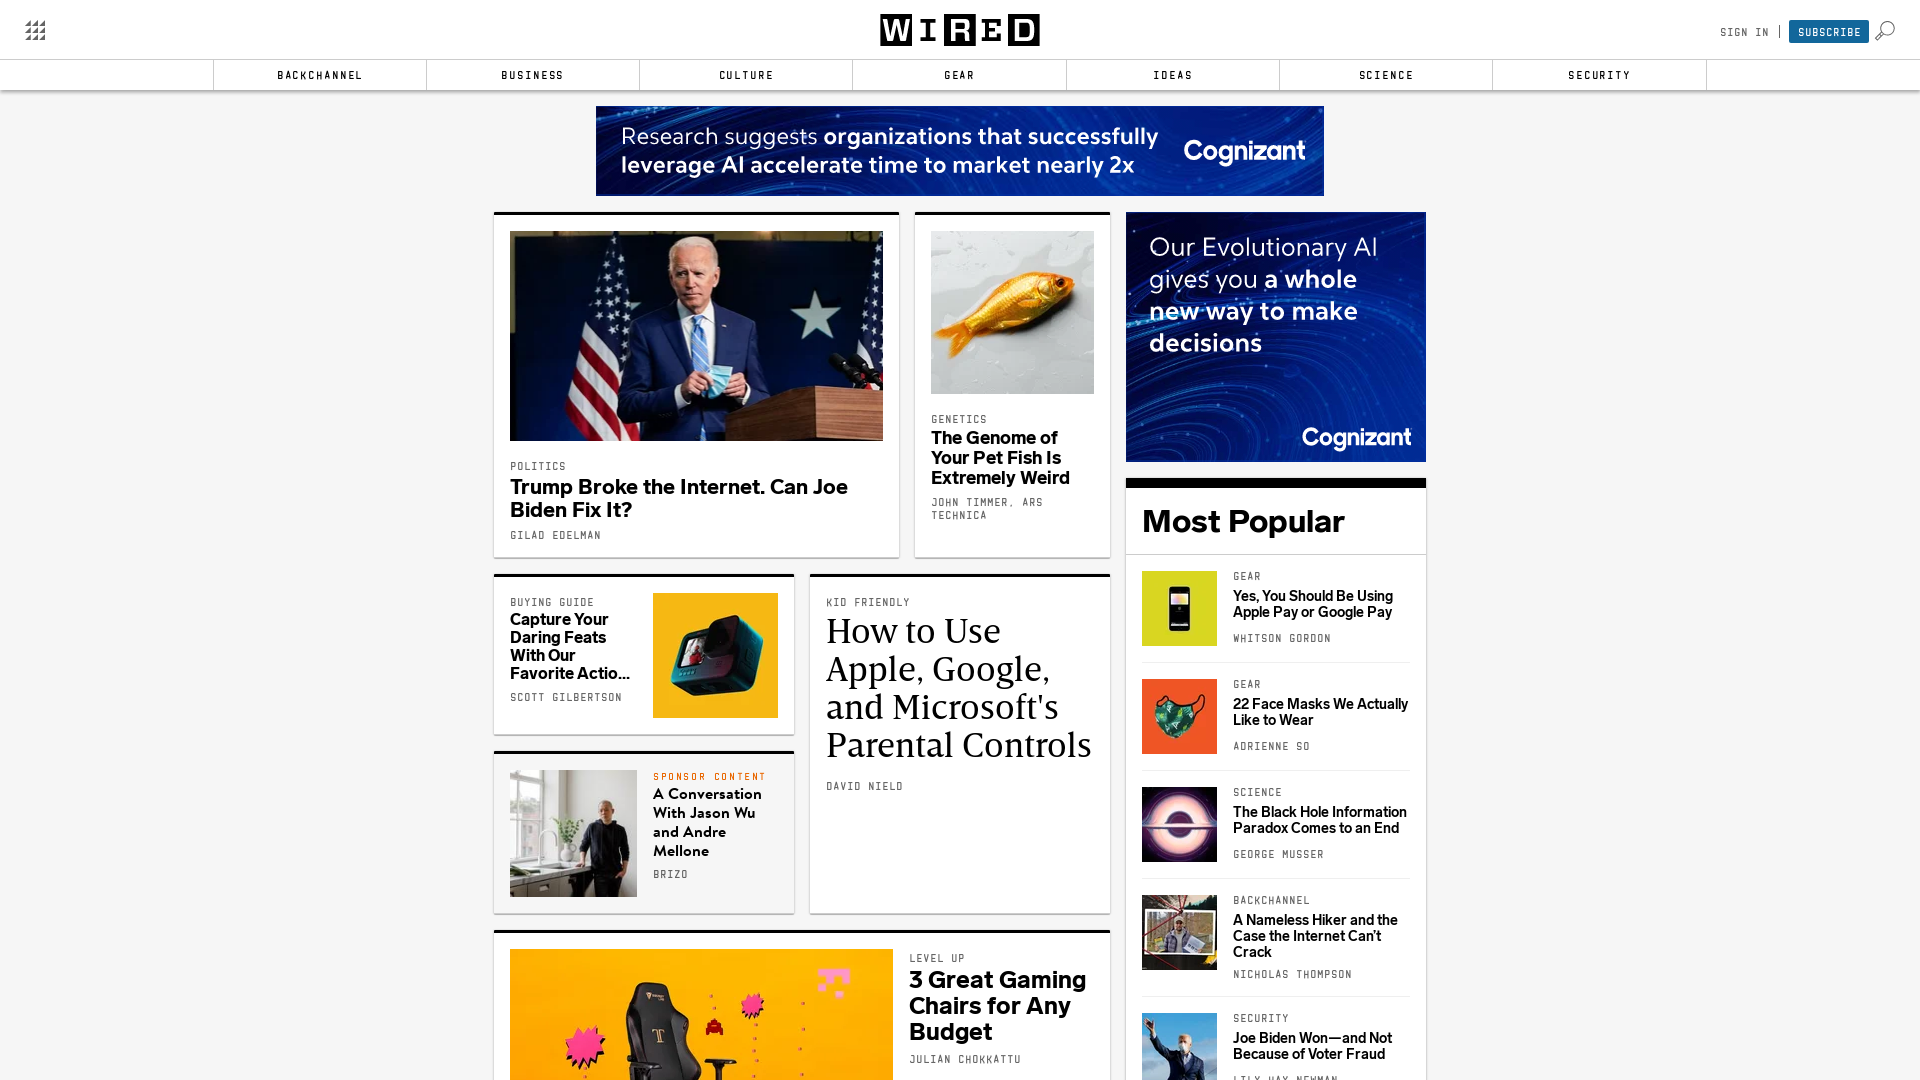 WIRED
SIGN IN
SUBSCRIBE
BACKCHANNEL
BUSINESS
CULTURE
GEAR
IDEAS
SCIENCE
SECURITY
Research suggests organizations that successfully
leverage AI accelerate time to market nearly 2x
Cognizant
POLITICS
Trump Broke the Internet. Can Joe
Biden Fix It?
GILAD EDELMAN
GENETICS
The Genome of
Your Pet Fish Is
Extremely Weird
JOHN TIMMER, ARS
TECHNICA
Our Evolutionary AI
gives you a whole
new way to make
decisions
Cognizant
BUYING GUIDE
Capture Your
Daring Feats
With Our
Favorite Actio...
SCOTT GILBERTSON
KID FRIENDLY
How to Use
Apple, Google,
and Microsoft's
Parental Controls
DAVID NIELD
SPONSOR CONTENT
A Conversation
With Jason Wu
and Andre
Mellone
BRIZO
LEVEL UP
3 Great Gaming
Chairs for Any
Budget
JULIAN CHOKKATTU
Most Popular
GEAR
Yes, You Should Be Using
Apple Pay or Google Pay
WHITSON GORDON
GEAR
22 Face Masks We Actually
Like to Wear
ADRIENNE SO
SCIENCE
The Black Hole Information
Paradox Comes to an End
GEORGE MUSSER
BACKCHANNEL
A Nameless Hiker and the
Case the Internet Can’t
Crack
NICHOLAS THOMPSON
SECURITY
Joe Biden Won—and Not
Because of Voter Fraud
LILY HAY NEWMAN